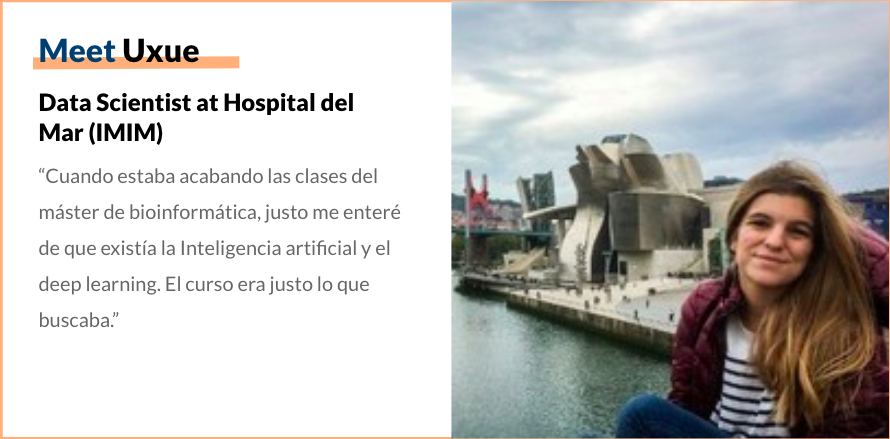 Meet Uxue
Data Scientist at Hospital del
Mar (IMIM)
“Cuando estaba acabando las clases del
máster de bioinformática, justo me enteré
de que existía la Inteligencia artificial y el
deep learning. El curso era justo lo que
buscaba.”